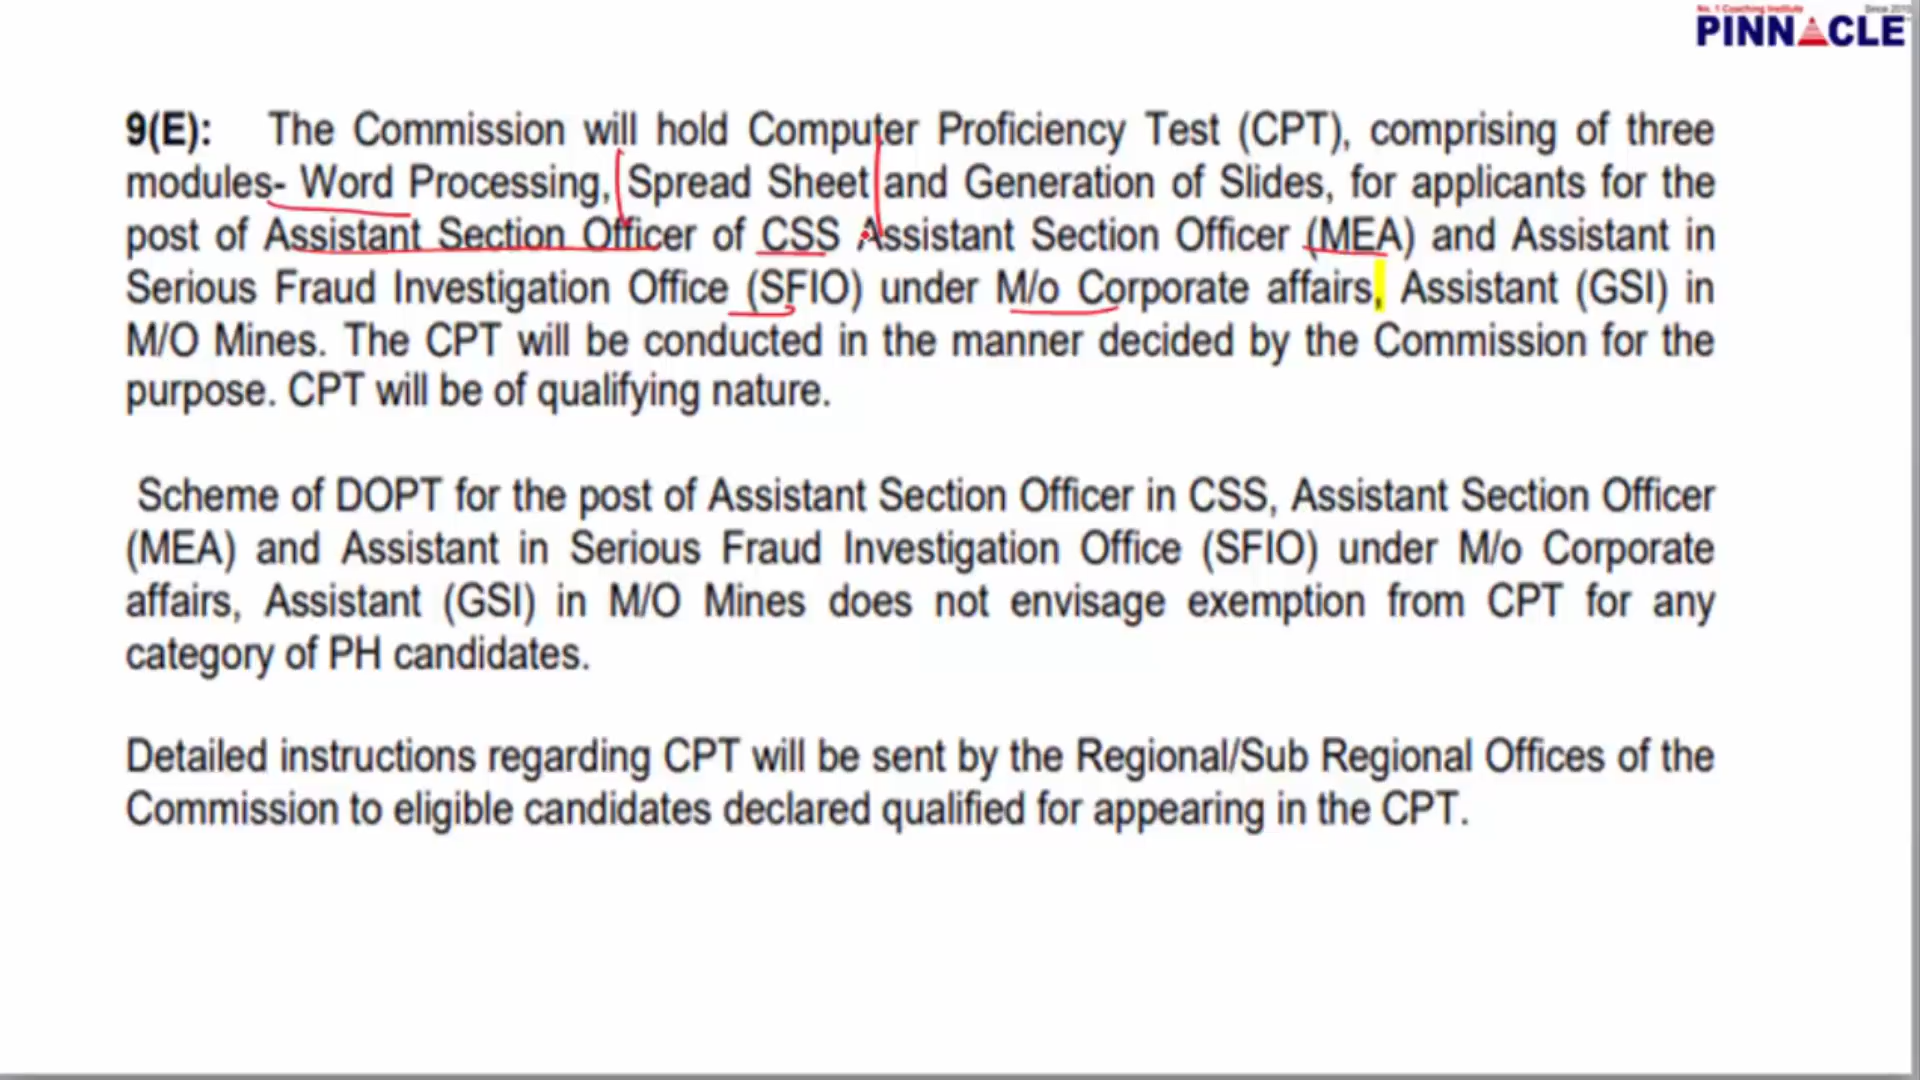 No. 1 Coaching Institute
Since 2015
PINNACLE
9(E): The Commission will hold Computer Proficiency Test (CPT), comprising of three
modules- Word Processing, Spread Sheet and Generation of Slides, for applicants for the
post of Assistant Section Officer of CSS Assistant Section Officer (MEA) and Assistant in
Serious Fraud Investigation Office (SFIO) under M/o Corporate affairs, Assistant (GSI) in
M/O Mines. The CPT will be conducted in the manner decided by the Commission for the
purpose. CPT will be of qualifying nature.
Scheme of DOPT for the post of Assistant Section Officer in CSS, Assistant Section Officer
(MEA) and Assistant in Serious Fraud Investigation Office (SFIO) under M/o Corporate
affairs, Assistant (GSI) in M/O Mines does not envisage exemption from CPT for any
category of PH candidates.
Detailed instructions regarding CPT will be sent by the Regional/Sub Regional Offices of the
Commission to eligible candidates declared qualified for appearing in the CPT.